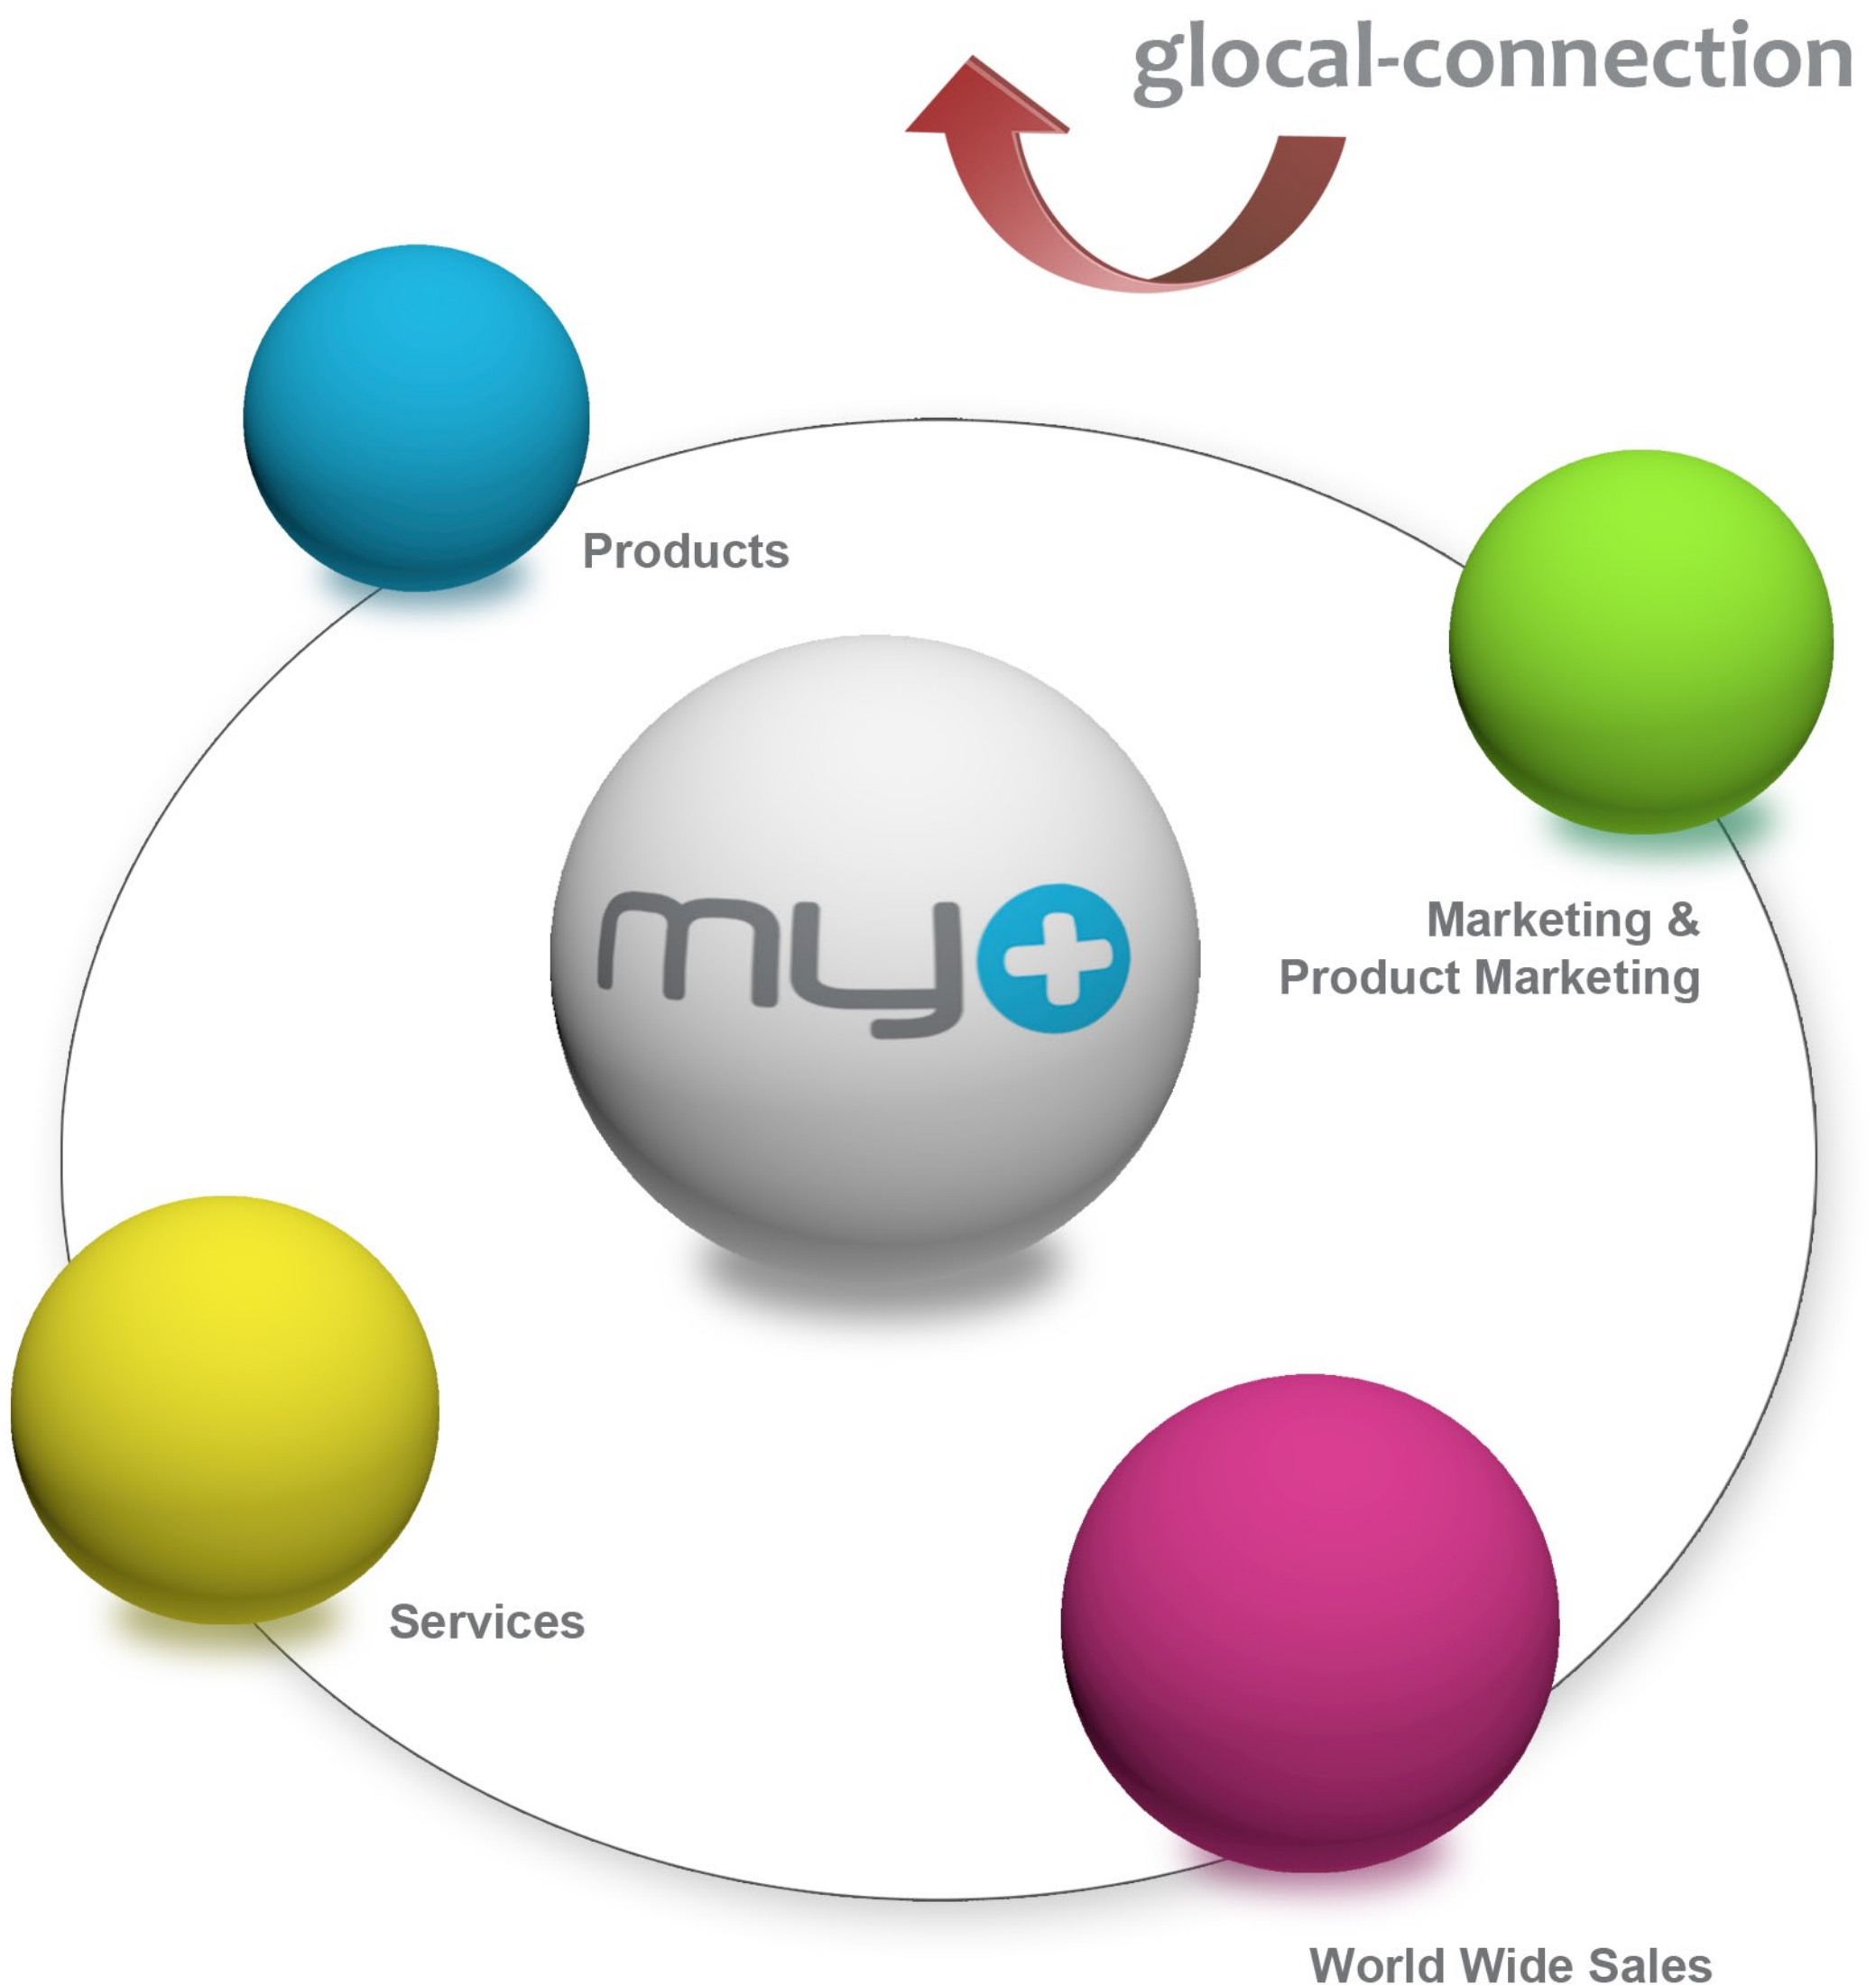 glocal-connection
Products
my+
Marketing &
Product Marketing
Services
World Wide Sales